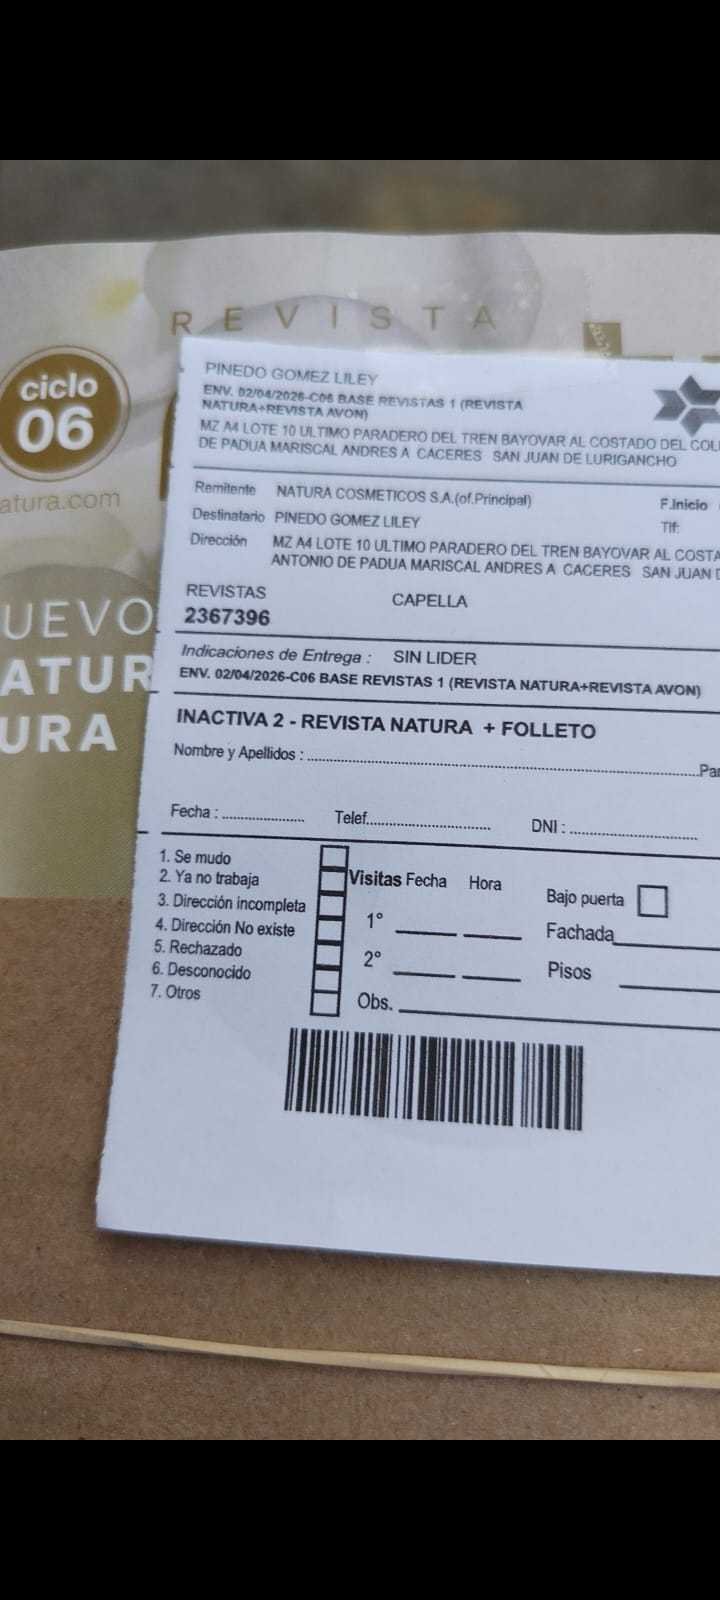 REVISTA
ciclo
06
atura.com
UEVO
ATUR
URA
PINEDO GOMEZ LILEY
ENV. 02/04/2026-C06 BASE REVISTAS 1 (REVISTA
NATURA+REVISTA AVON)
MZ A4 LOTE 10 ULTIMO PARADERO DEL TREN BAYOVAR AL COSTADO DEL COL
DE PADUA MARISCAL ANDRES A CACERES SAN JUAN DE LURIGANCHO
Remitente NATURA COSMETICOS S.A.(of.Principal) F.Inicio
Destinatario PINEDO GOMEZ LILEY Tlf:
Dirección MZ A4 LOTE 10 ULTIMO PARADERO DEL TREN BAYOVAR AL COSTA
ANTONIO DE PADUA MARISCAL ANDRES A CACERES SAN JUAN D
REVISTAS CAPELLA
2367396
Indicaciones de Entrega : SIN LIDER
ENV. 02/04/2026-C06 BASE REVISTAS 1 (REVISTA NATURA+REVISTA AVON)
INACTIVA 2 - REVISTA NATURA + FOLLETO
Nombre y Apellidos : Par
Fecha : Telef. DNI :
1. Se mudo
2. Ya no trabaja
3. Dirección incompleta
4. Dirección No existe
5. Rechazado
6. Desconocido
7. Otros
Visitas Fecha Hora
1°
2°
Obs.
Bajo puerta
Fachada
Pisos